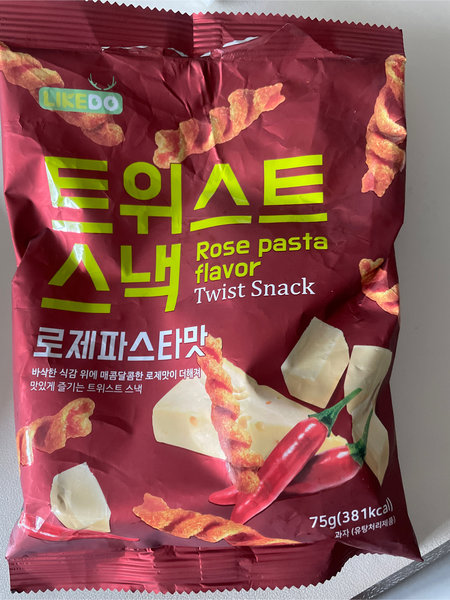 LIKEDO
트위스트
스낵
Rose pasta
flavor
Twist Snack
로제파스타맛
바삭한 식감 위에 매콤달콤한 로제맛이 더해져
맛있게 즐기는 트위스트 스낵
75g(381kcal)
과자 (유탕처리제품)